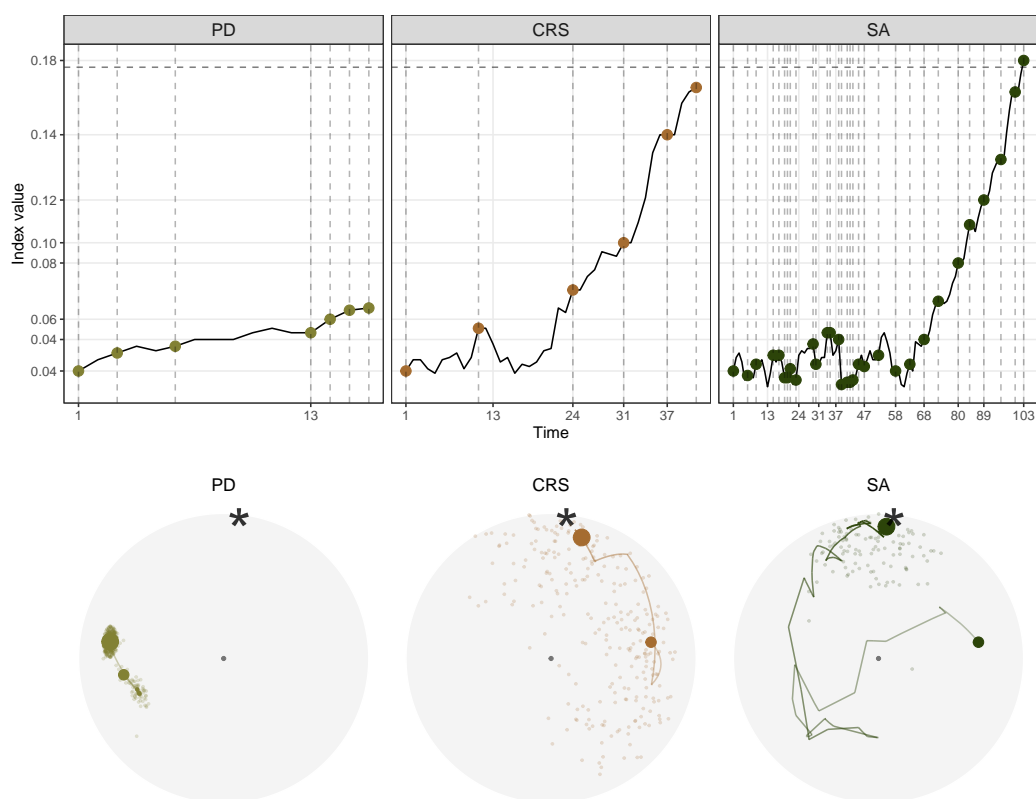 PD CRS SA
0.18
0.14
0.12
0.10
0.08
0.06
0.04
0.04
Index value
1 13 1 13 24 31 37 1 13 24 31 37 47 58 68 80 89 103
Time
PD CRS SA
* * *